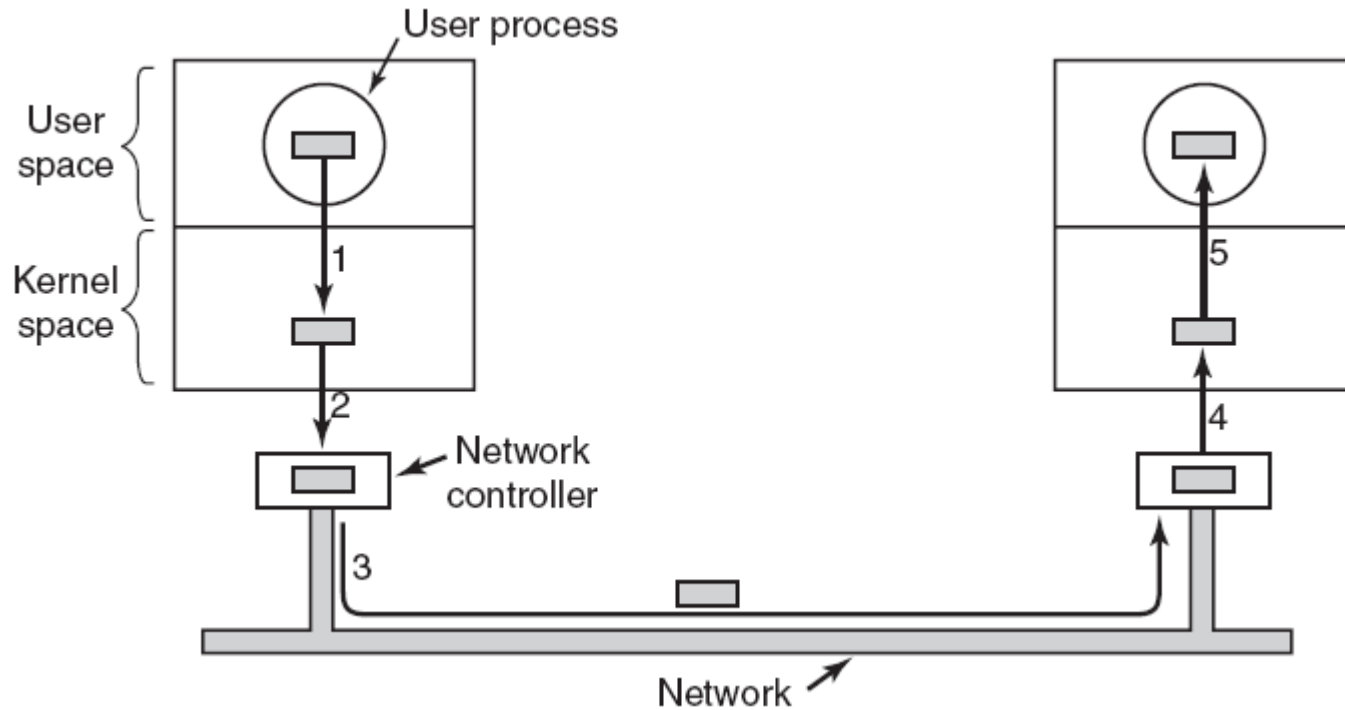 User process
User
space
1
5
Kernel
space
2
4
Network
controller
3
Network